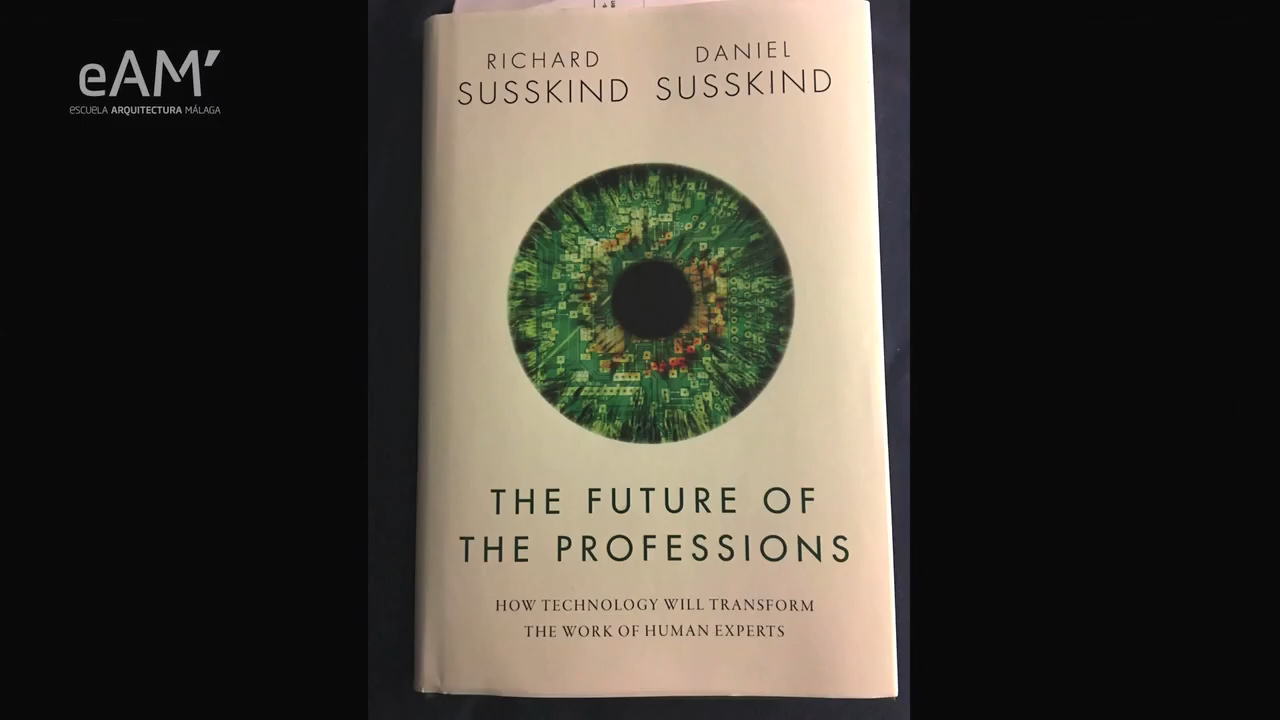 eAM'
ESCUELA ARQUITECTURA MÁLAGA
RICHARD SUSSKIND
DANIEL SUSSKIND
THE FUTURE OF
THE PROFESSIONS
HOW TECHNOLOGY WILL TRANSFORM
THE WORK OF HUMAN EXPERTS